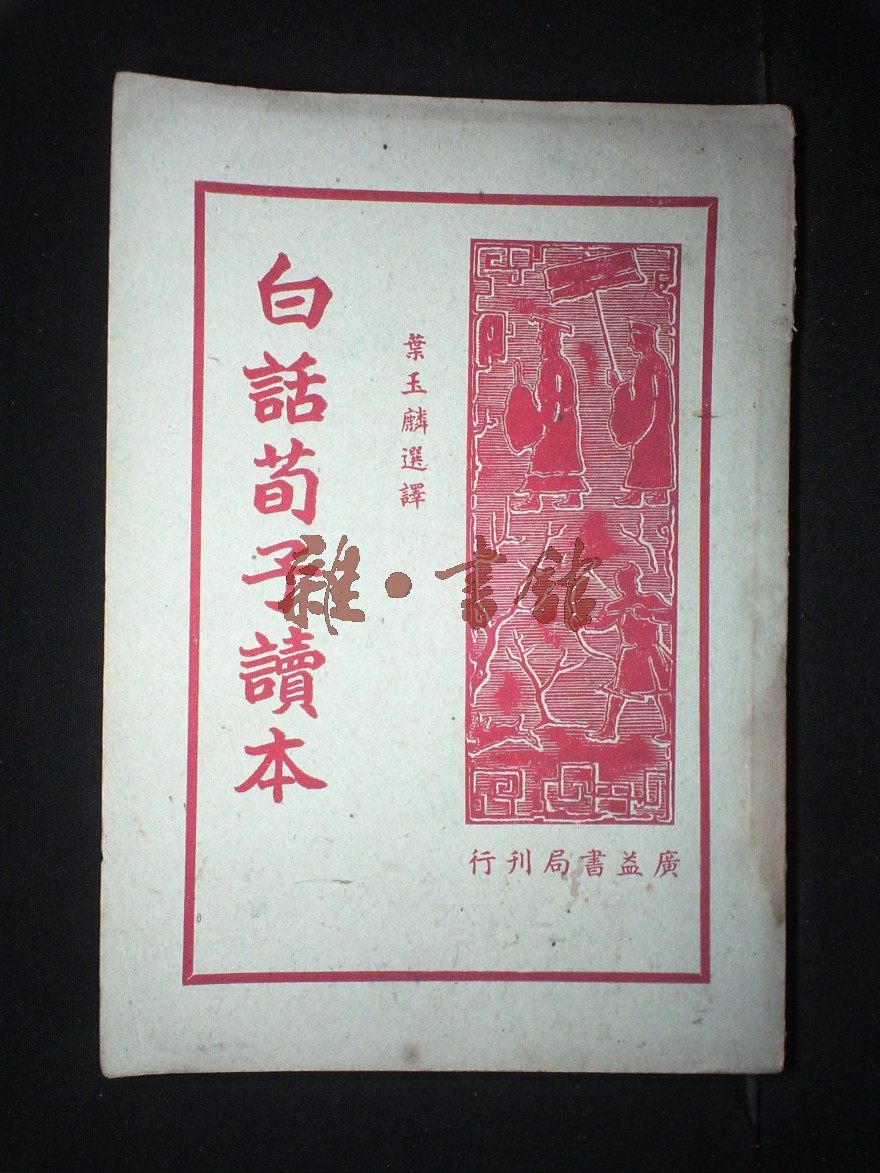 白話荀子讀本
葉玉麟選譯
行刊局書益廣
雜·書館